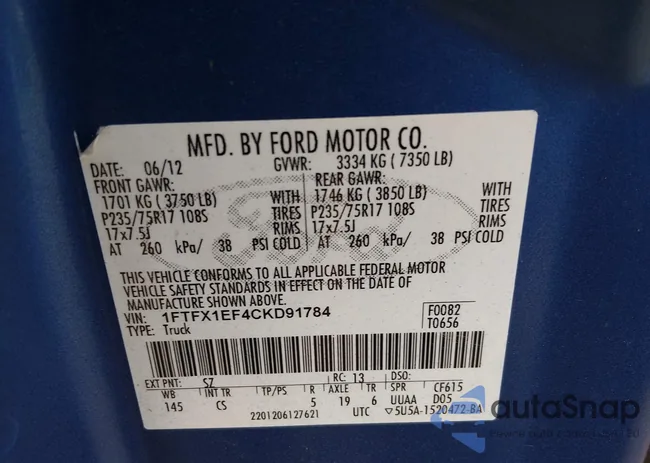 MFD. BY FORD MOTOR CO.
DATE: 06/12 GVWR: 3334 KG ( 7350 LB)
FRONT GAWR: REAR GAWR:
1701 KG ( 3750 LB) WITH 1746 KG ( 3850 LB) WITH
P235/75R17 108S TIRES P235/75R17 108S TIRES
17x7.5J RIMS 17x7.5J RIMS
AT 260 kPa/ 38 PSI COLD AT 260 kPa/ 38 PSI COLD
Ford
THIS VEHICLE CONFORMS TO ALL APPLICABLE FEDERAL MOTOR
VEHICLE SAFETY STANDARDS IN EFFECT ON THE DATE OF
MANUFACTURE SHOWN ABOVE.
VIN: 1FTFX1EF4CKD91784 F0082
TYPE: Truck T0656
EXT PNT: SZ RC: 13 DSO:
WB INT TR TP/PS R AXLE TR SPR CF615
145 CS 5 19 6 UUAA D05
2201206127621 UTC ▽5U5A-1520472-BA
autoSnap